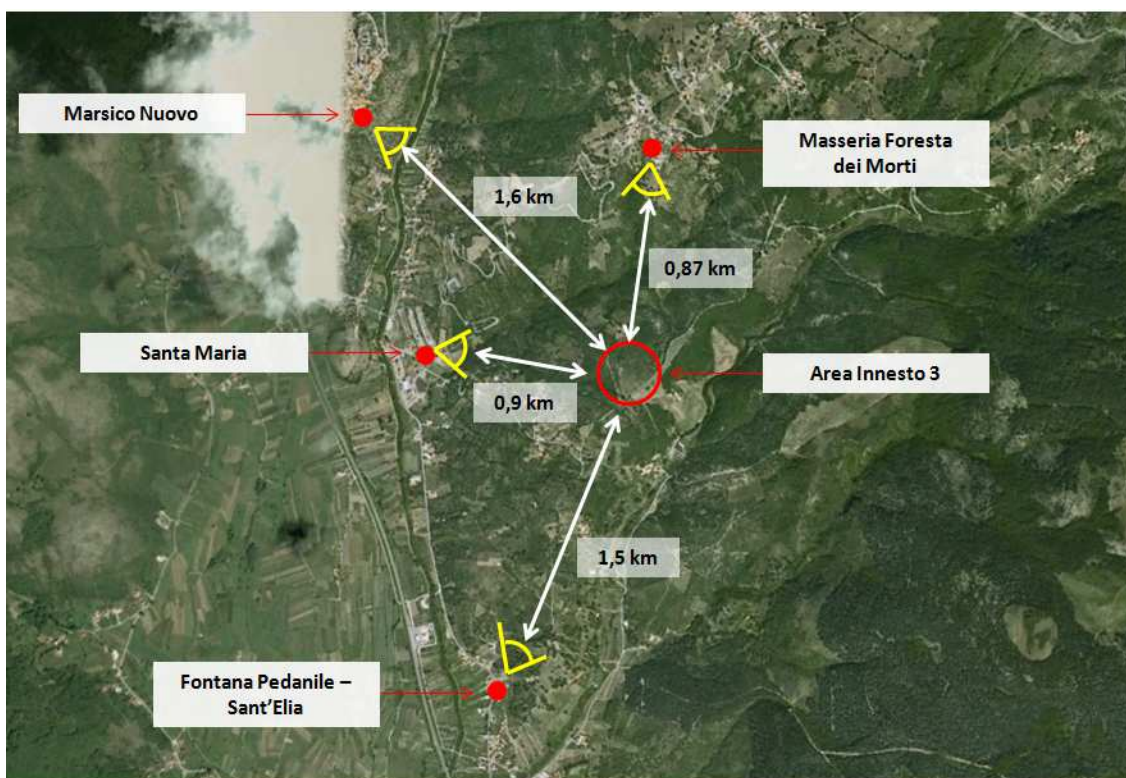 Marsico Nuovo
Masseria Foresta
dei Morti
1,6 km
0,87 km
Santa Maria
Area Innesto 3
0,9 km
1,5 km
Fontana Pedanile –
Sant'Elia